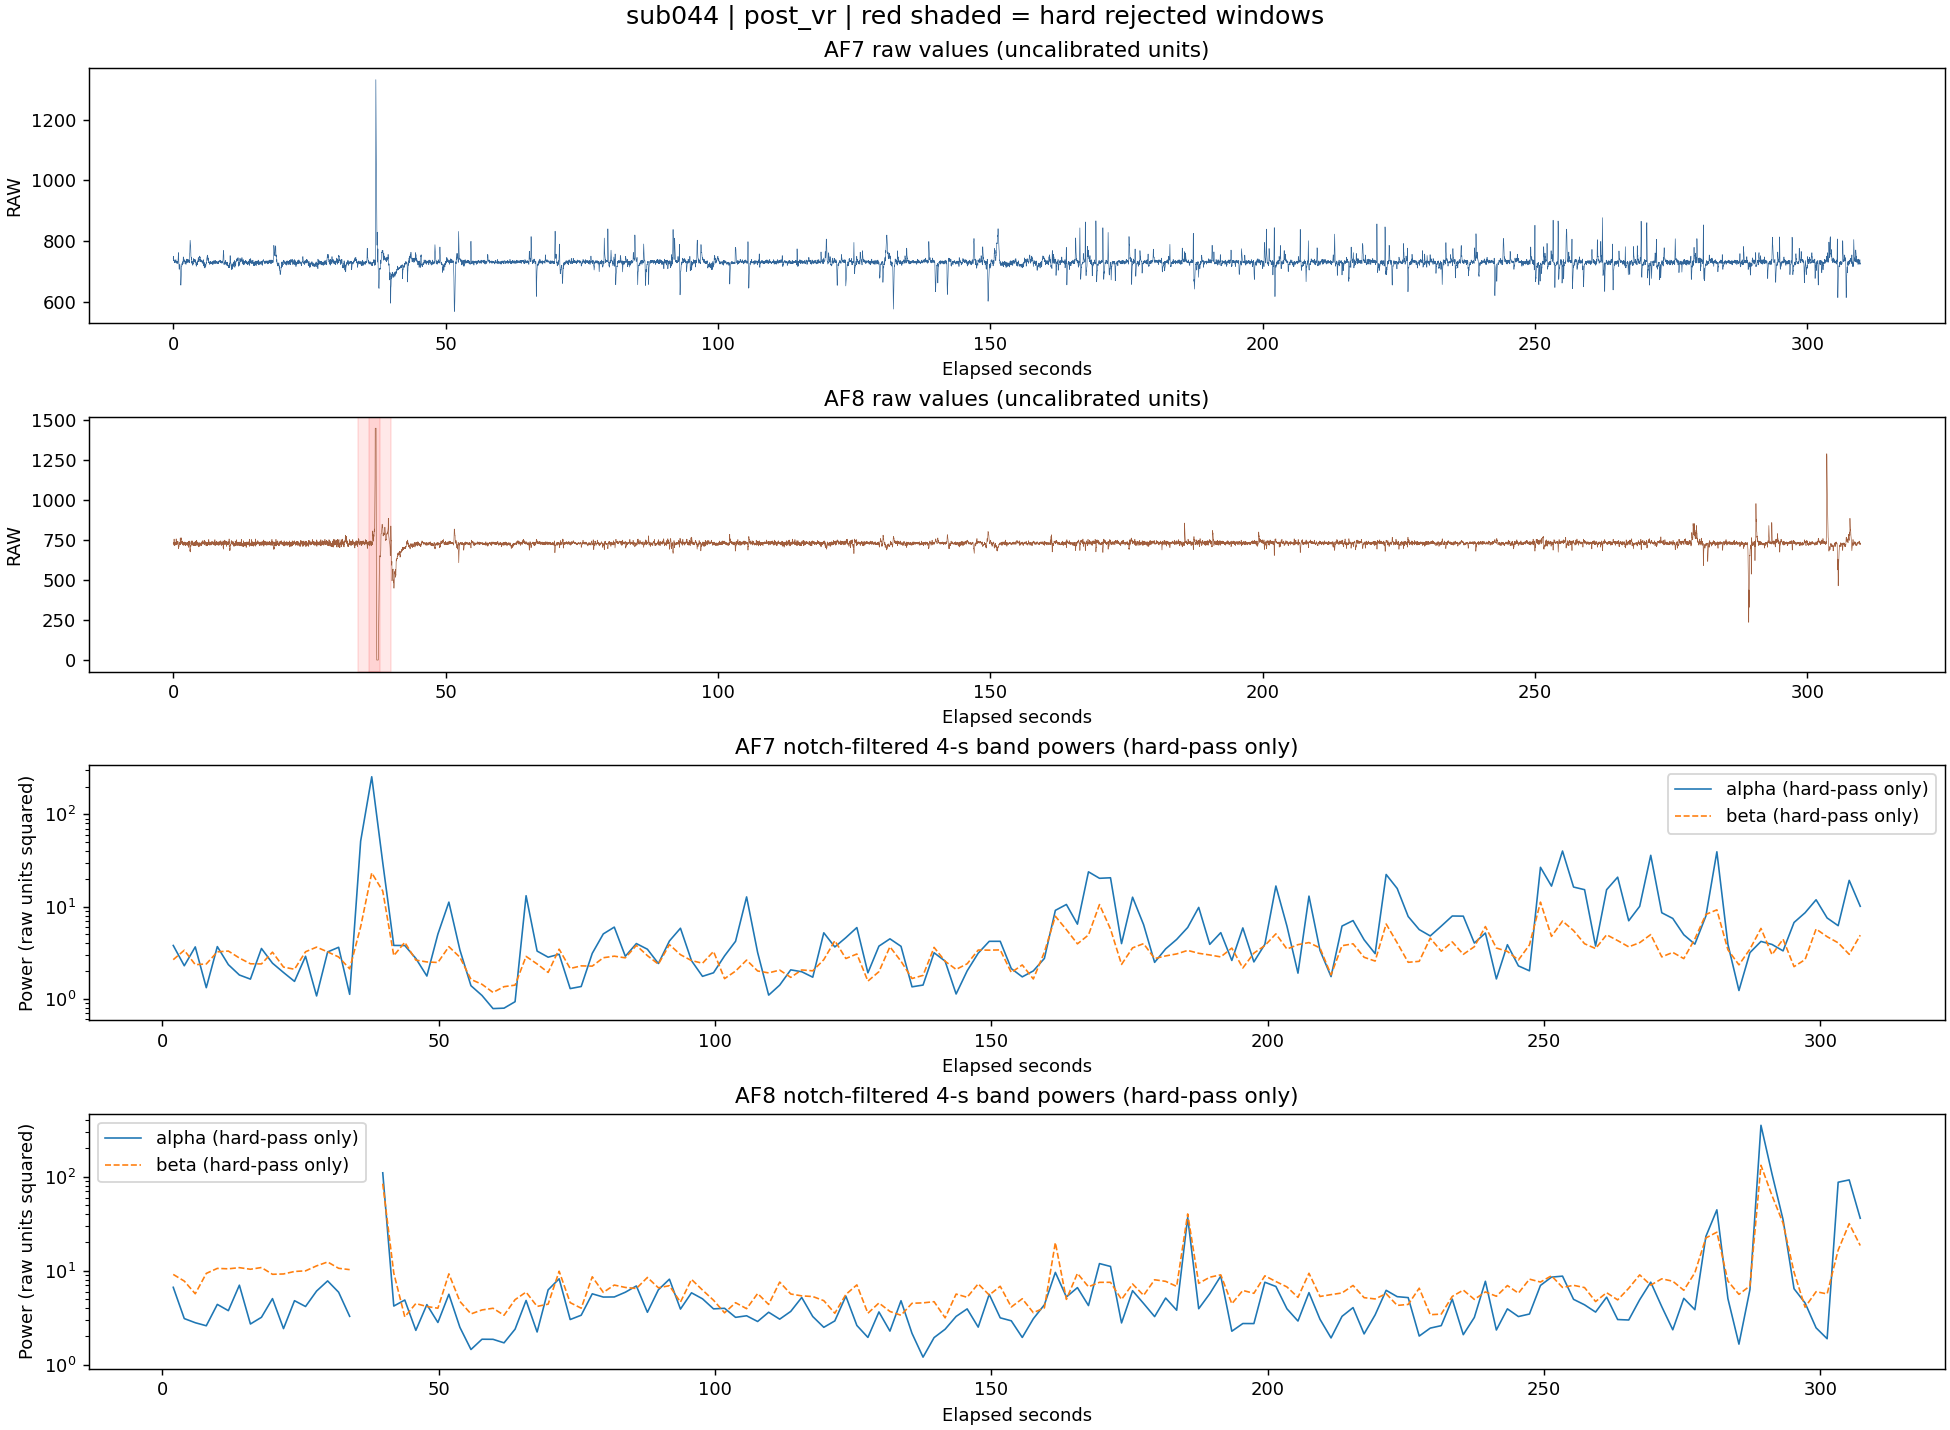 sub044 | post_vr | red shaded = hard rejected windows
AF7 raw values (uncalibrated units)
RAW
1200
1000
800
600
0 50 100 150 200 250 300
Elapsed seconds
AF8 raw values (uncalibrated units)
RAW
1500
1250
1000
750
500
250
0
0 50 100 150 200 250 300
Elapsed seconds
AF7 notch-filtered 4-s band powers (hard-pass only)
Power (raw units squared)
10²
10¹
10⁰
alpha (hard-pass only)
beta (hard-pass only)
0 50 100 150 200 250 300
Elapsed seconds
AF8 notch-filtered 4-s band powers (hard-pass only)
Power (raw units squared)
10²
10¹
10⁰
alpha (hard-pass only)
beta (hard-pass only)
0 50 100 150 200 250 300
Elapsed seconds